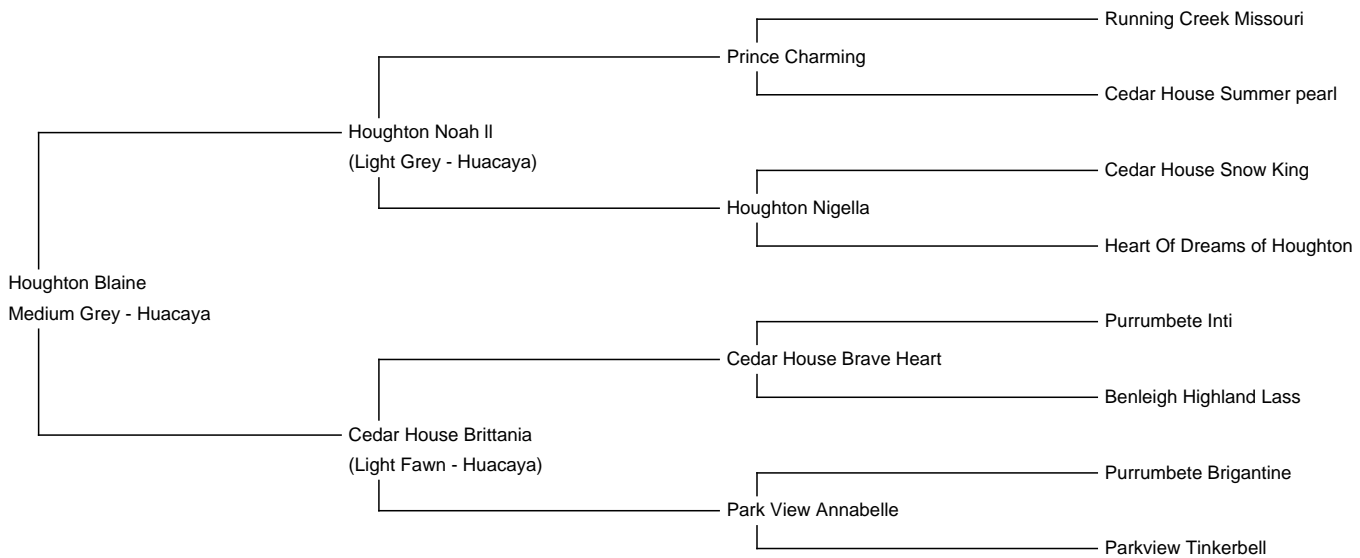 Running Creek Missouri
Prince Charming
Cedar House Summer pearl
Houghton Noah ll
(Light Grey - Huacaya)
Cedar House Snow King
Houghton Nigella
Heart Of Dreams of Houghton
Houghton Blaine
Medium Grey - Huacaya
Purrumbete Inti
Cedar House Brave Heart
Benleigh Highland Lass
Cedar House Brittania
(Light Fawn - Huacaya)
Purrumbete Brigantine
Park View Annabelle
Parkview Tinkerbell